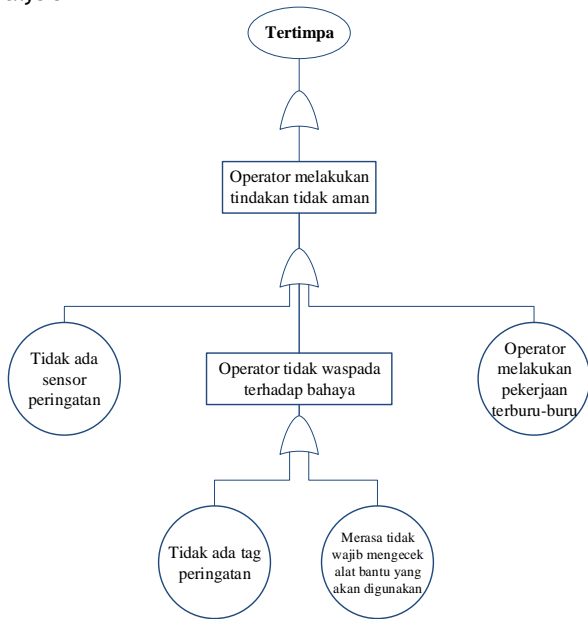 Tertimpa
Operator melakukan
tindakan tidak aman
Tidak ada
sensor
peringatan
Operator tidak waspada
terhadap bahaya
Operator
melakukan
pekerjaan
terburu-buru
Tidak ada tag
peringatan
Merasa tidak
wajib mengecek
alat bantu yang
akan digunakan